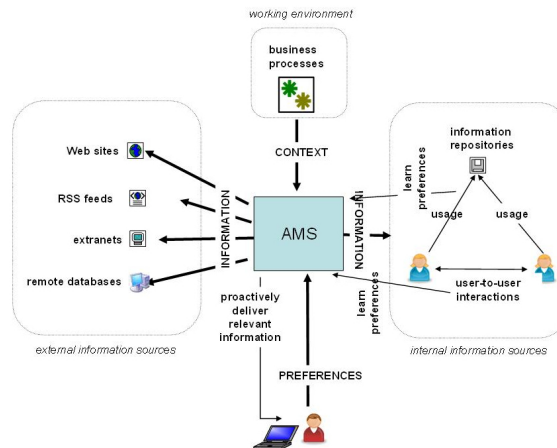 working environment
business
processes
CONTEXT
Web sites
RSS feeds
extranets
remote databases
external information sources
INFORMATION
AMS
INFORMATION
learn
preferences
information
repositories
usage
usage
user-to-user
interactions
learn
preferences
internal information sources
proactively
deliver
relevant
information
PREFERENCES